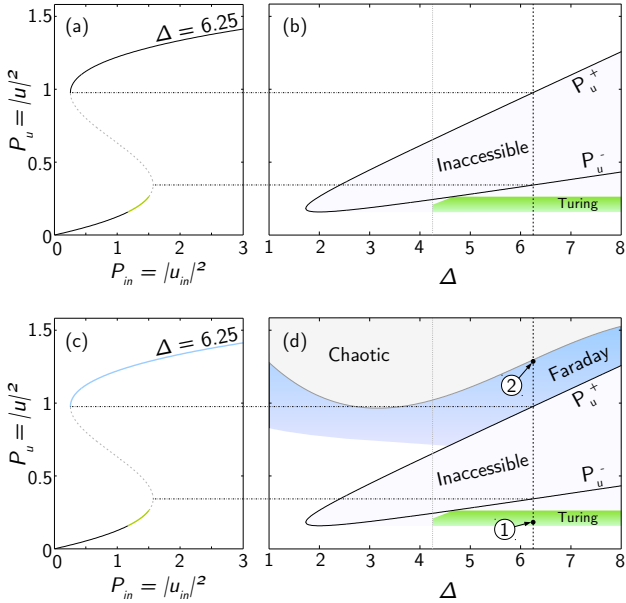 (a)
Δ = 6.25
(b)
P_u^+
Inaccessible
P_u^-
Turing
1.5
1
0.5
0
P_u = |u|²
0 1 2 3
P_in = |u_in|²
1 2 3 4 5 6 7 8
Δ
(c)
Δ = 6.25
(d)
Chaotic
2
Faraday
P_u^+
Inaccessible
P_u^-
1
Turing
1.5
1
0.5
0
P_u = |u|²
0 1 2 3
P_in = |u_in|²
1 2 3 4 5 6 7 8
Δ